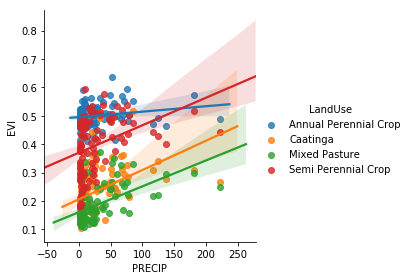 0.8
0.7
0.6
0.5
0.4
0.3
0.2
0.1
EVI
−50 0 50 100 150 200 250
PRECIP
LandUse
Annual Perennial Crop
Caatinga
Mixed Pasture
Semi Perennial Crop